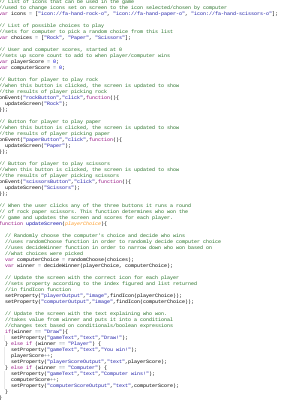 // List of icons that can be used in the game
//used to change icons set on screen to the icon selected/chosen by computer
var icons = ["icon://fa-hand-rock-o", "icon://fa-hand-paper-o", "icon://fa-hand-scissors-o"];
// List of possible choices to play
//sets for computer to pick a random choice from this list
var choices = ["Rock", "Paper", "Scissors"];
// User and computer scores, started at 0
//sets up score count to add to when player/computer wins
var playerScore = 0;
var computerScore = 0;
// Button for player to play rock
//when this button is clicked, the screen is updated to show
//the results of player picking rock
onEvent("rockButton","click",function(){
updateScreen("Rock");
});
// Button for player to play paper
//when this button is clicked, the screen is updated to show
//the results of player picking paper
onEvent("paperButton","click",function(){
updateScreen("Paper");
});
// Button for player to play scissors
//when this button is clicked, the screen is updated to show
//the results of player picking scissors
onEvent("scissorsButton","click",function(){
updateScreen("Scissors");
});
// When the user clicks any of the three buttons it runs a round
// of rock paper scissors. This function determines who won the
// game and updates the screen and scores for each player.
function updateScreen(playerChoice){
// Randomly choose the computer's choice and decide who wins
//uses randomChoose function in order to randomly decide computer choice
//uses decideWinner function in order to narrow down who won based on
//what choices were picked
var computerChoice = randomChoose(choices);
var winner = decideWinner(playerChoice, computerChoice);
// Update the screen with the correct icon for each player
//sets property according to the index figured and list returned
// in findIcon function
setProperty("playerOutput","image",findIcon(playerChoice));
setProperty("computerOutput","image",findIcon(computerChoice));
// Update the screen with the text explaining who won.
//takes value from winner and puts it into a conditional
//changes text based on conditionals/boolean expressions
if(winner == "Draw"){
setProperty("gameText","text","Draw!");
} else if (winner == "Player") {
setProperty("gameText","text","You win!");
playerScore++;
setProperty("playerScoreOutput","text",playerScore);
} else if (winner == "Computer") {
setProperty("gameText","text","Computer wins!");
computerScore++;
setProperty("computerScoreOutput","text",computerScore);
}
}